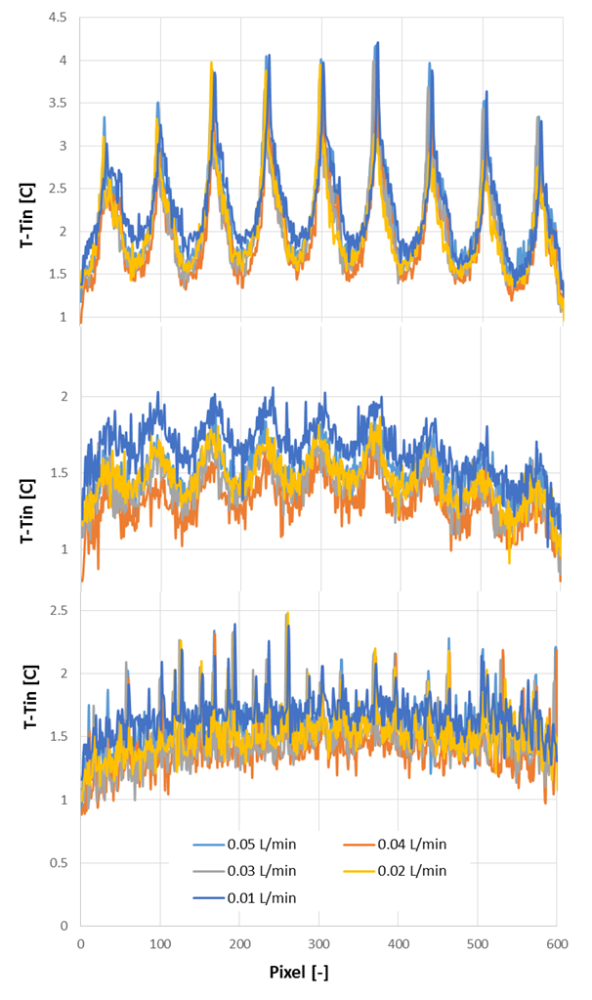 4.5
4
3.5
3
2.5
2
1.5
1
T-Tin [C]
2
1.5
1
T-Tin [C]
2.5
2
1.5
1
0.5
0
T-Tin [C]
0.05 L/min
0.04 L/min
0.03 L/min
0.02 L/min
0.01 L/min
0 100 200 300 400 500 600
Pixel [-]